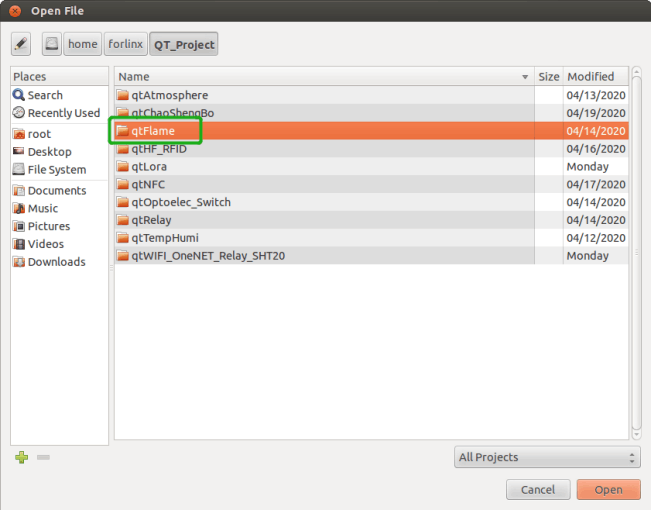 Open File
home forlinx QT_Project
Places Name Size Modified
Search qtAtmosphere 04/13/2020
Recently Used qtChaoShengBo 04/19/2020
root qtFlame 04/14/2020
Desktop qtHF_RFID 04/16/2020
File System qtLora Monday
Documents qtNFC 04/17/2020
Music qtOptoelec_Switch 04/14/2020
Pictures qtRelay 04/14/2020
Videos qtTempHumi 04/12/2020
Downloads qtWIFI_OneNET_Relay_SHT20 Monday
All Projects
Cancel Open